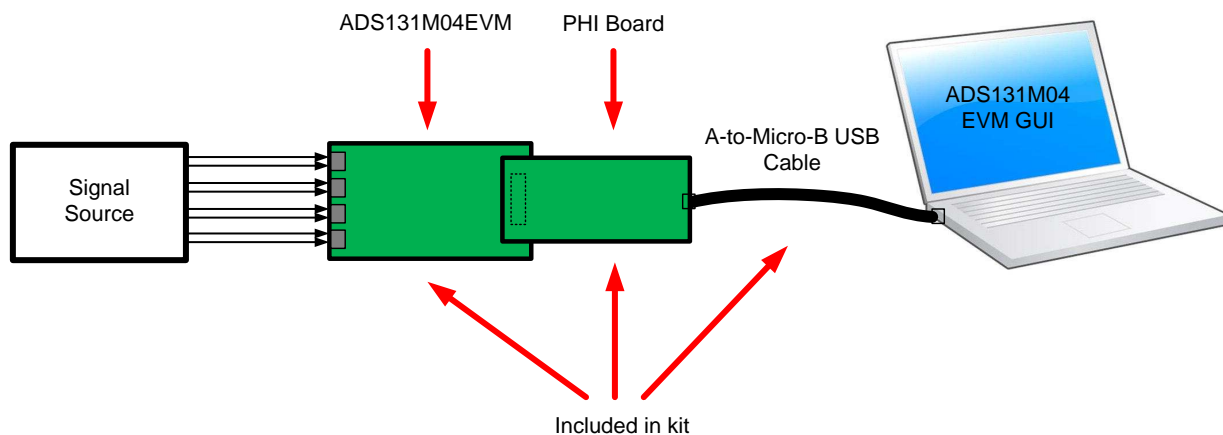 ADS131M04EVM
PHI Board
ADS131M04
EVM GUI
A-to-Micro-B USB
Cable
Signal
Source
Included in kit